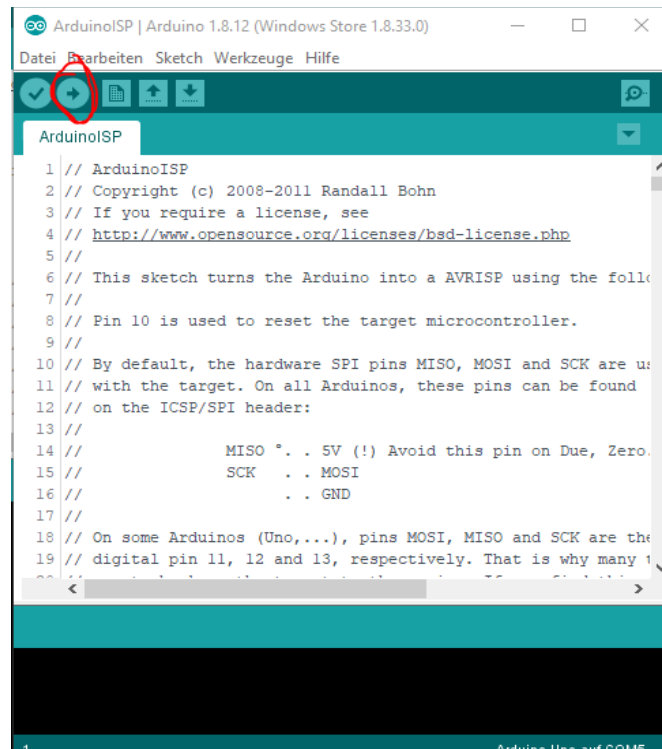 ArduinoISP | Arduino 1.8.12 (Windows Store 1.8.33.0)
Datei Bearbeiten Sketch Werkzeuge Hilfe
ArduinoISP
1 // ArduinoISP
2 // Copyright (c) 2008-2011 Randall Bohn
3 // If you require a license, see
4 // http://www.opensource.org/licenses/bsd-license.php
5 //
6 // This sketch turns the Arduino into a AVRISP using the follo
7 //
8 // Pin 10 is used to reset the target microcontroller.
9 //
10 // By default, the hardware SPI pins MISO, MOSI and SCK are us
11 // with the target. On all Arduinos, these pins can be found
12 // on the ICSP/SPI header:
13 //
14 // MISO °. . 5V (!) Avoid this pin on Due, Zero.
15 // SCK . . MOSI
16 // . . GND
17 //
18 // On some Arduinos (Uno,...), pins MOSI, MISO and SCK are the
19 // digital pin 11, 12 and 13, respectively. That is why many t
1 Arduino Uno auf COM5